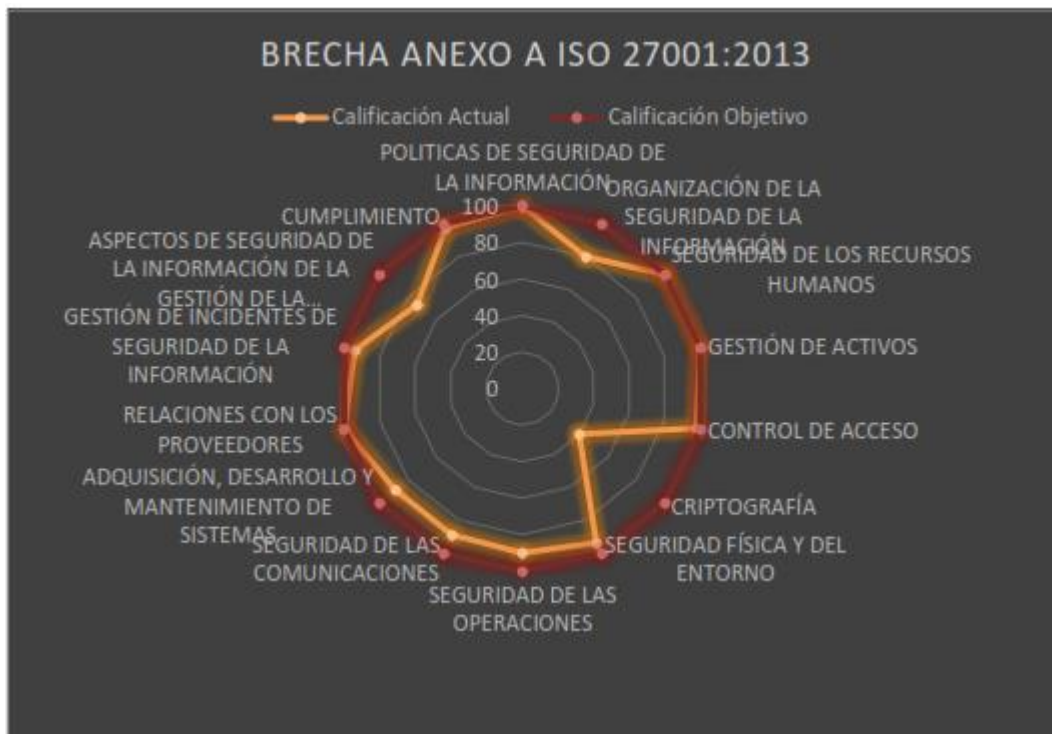 BRECHA ANEXO A ISO 27001:2013
Calificación Actual
Calificación Objetivo
POLITICAS DE SEGURIDAD DE
LA INFORMACIÓN
ORGANIZACIÓN DE LA
SEGURIDAD DE LA
INFORMACIÓN
SEGURIDAD DE LOS RECURSOS
HUMANOS
GESTIÓN DE ACTIVOS
CONTROL DE ACCESO
CRIPTOGRAFÍA
SEGURIDAD FÍSICA Y DEL
ENTORNO
SEGURIDAD DE LAS
OPERACIONES
SEGURIDAD DE LAS
COMUNICACIONES
ADQUISICIÓN, DESARROLLO Y
MANTENIMIENTO DE
SISTEMAS
RELACIONES CON LOS
PROVEEDORES
GESTIÓN DE INCIDENTES DE
SEGURIDAD DE LA
INFORMACIÓN
ASPECTOS DE SEGURIDAD DE
LA INFORMACIÓN DE LA
GESTIÓN DE LA...
CUMPLIMIENTO
100
80
60
40
20
0